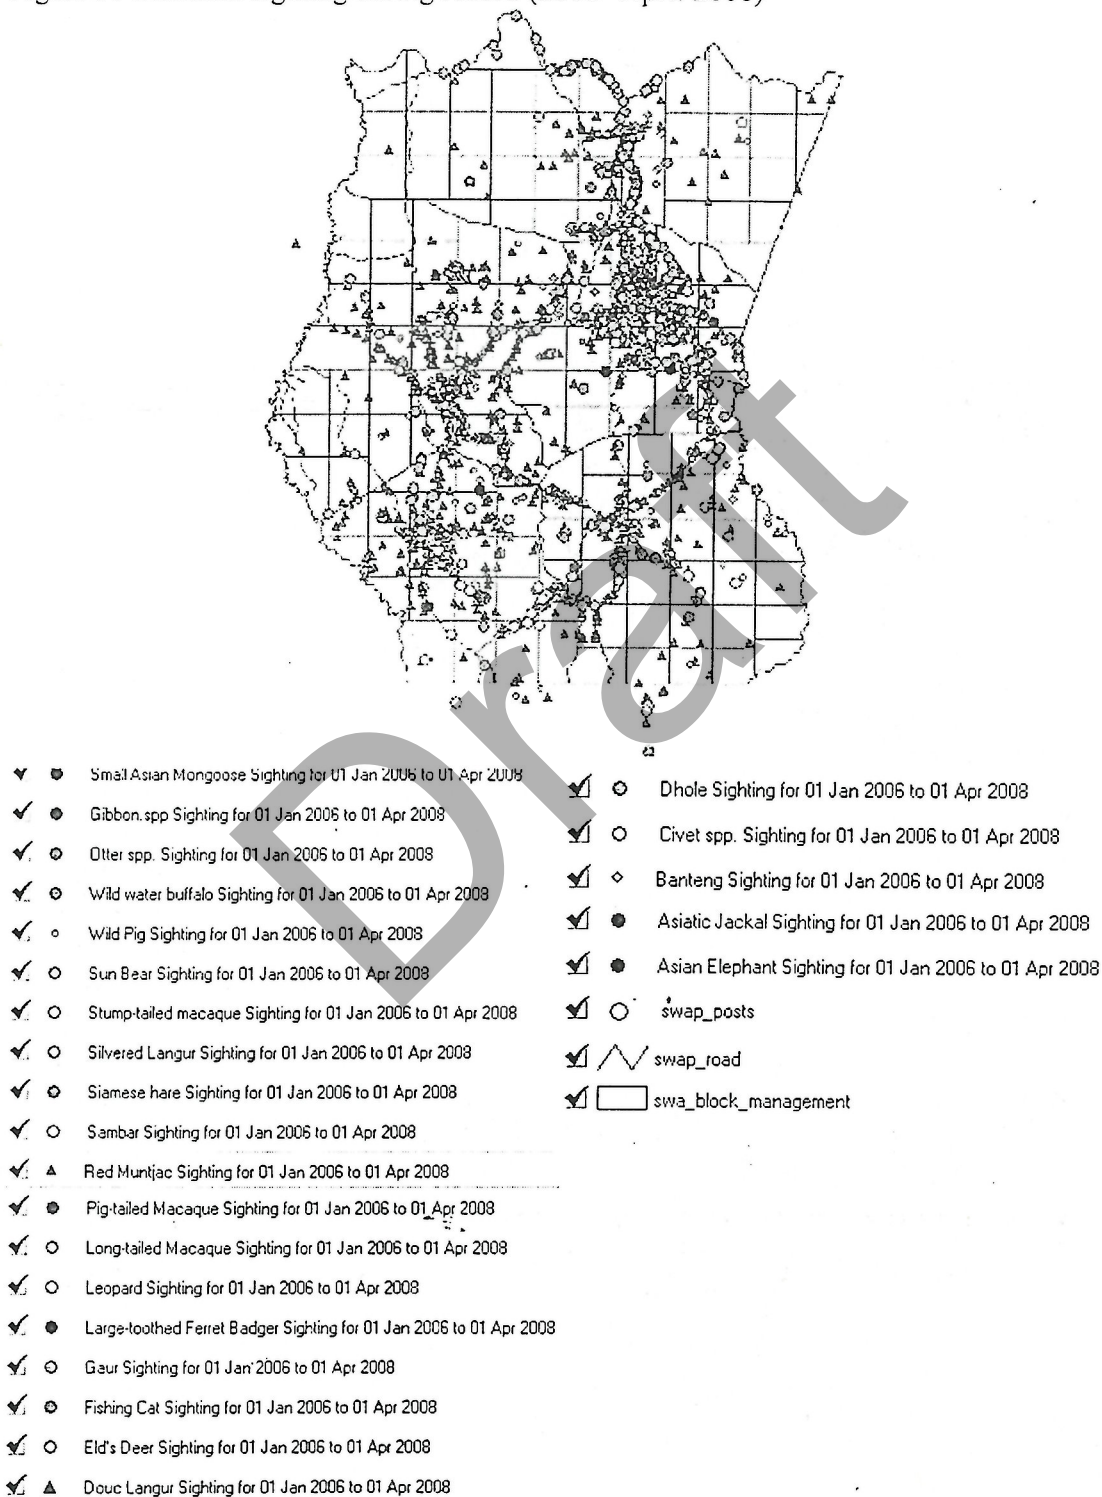 Small Asian Mongoose Sighting for 01 Jan 2006 to 01 Apr 2008
Gibbon.spp Sighting for 01 Jan 2006 to 01 Apr 2008
Otter spp. Sighting for 01 Jan 2006 to 01 Apr 2008
Wild water buffalo Sighting for 01 Jan 2006 to 01 Apr 2008
Wild Pig Sighting for 01 Jan 2006 to 01 Apr 2008
Sun Bear Sighting for 01 Jan 2006 to 01 Apr 2008
Stump-tailed macaque Sighting for 01 Jan 2006 to 01 Apr 2008
Silvered Langur Sighting for 01 Jan 2006 to 01 Apr 2008
Siamese hare Sighting for 01 Jan 2006 to 01 Apr 2008
Sambar Sighting for 01 Jan 2006 to 01 Apr 2008
Red Muntjac Sighting for 01 Jan 2006 to 01 Apr 2008
Pig-tailed Macaque Sighting for 01 Jan 2006 to 01 Apr 2008
Long-tailed Macaque Sighting for 01 Jan 2006 to 01 Apr 2008
Leopard Sighting for 01 Jan 2006 to 01 Apr 2008
Large-toothed Ferret Badger Sighting for 01 Jan 2006 to 01 Apr 2008
Gaur Sighting for 01 Jan 2006 to 01 Apr 2008
Fishing Cat Sighting for 01 Jan 2006 to 01 Apr 2008
Eld's Deer Sighting for 01 Jan 2006 to 01 Apr 2008
Douc Langur Sighting for 01 Jan 2006 to 01 Apr 2008
Dhole Sighting for 01 Jan 2006 to 01 Apr 2008
Civet spp. Sighting for 01 Jan 2006 to 01 Apr 2008
Banteng Sighting for 01 Jan 2006 to 01 Apr 2008
Asiatic Jackal Sighting for 01 Jan 2006 to 01 Apr 2008
Asian Elephant Sighting for 01 Jan 2006 to 01 Apr 2008
swap_posts
swap_road
swa_block_management
Draft